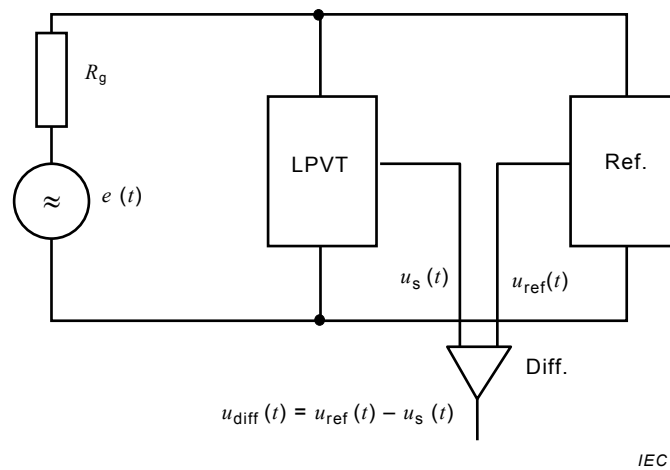 R_g
LPVT
Ref.
≈
e (t)
u_s (t)
u_ref(t)
Diff.
u_diff (t) = u_ref (t) – u_s (t)
IEC